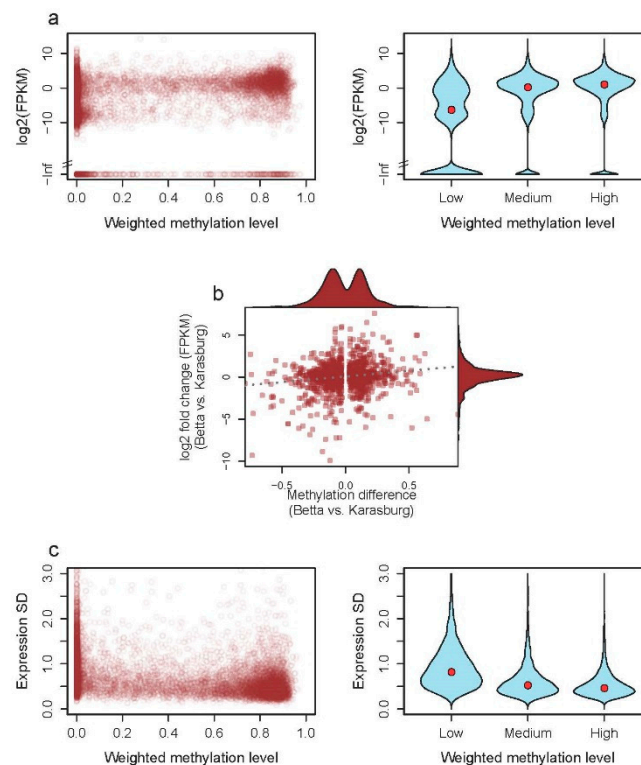 a
log2(FPKM)
10
0
−10
−Inf
0.0 0.2 0.4 0.6 0.8 1.0
Weighted methylation level
log2(FPKM)
10
0
−10
−Inf
Low Medium High
Weighted methylation level
b
log2 fold change (FPKM)
(Betta vs. Karasburg)
5
0
−5
−10
−0.5 0.0 0.5
Methylation difference
(Betta vs. Karasburg)
c
Expression SD
3.0
2.0
1.0
0.0
0.0 0.2 0.4 0.6 0.8 1.0
Weighted methylation level
Expression SD
3.0
2.0
1.0
0.0
Low Medium High
Weighted methylation level